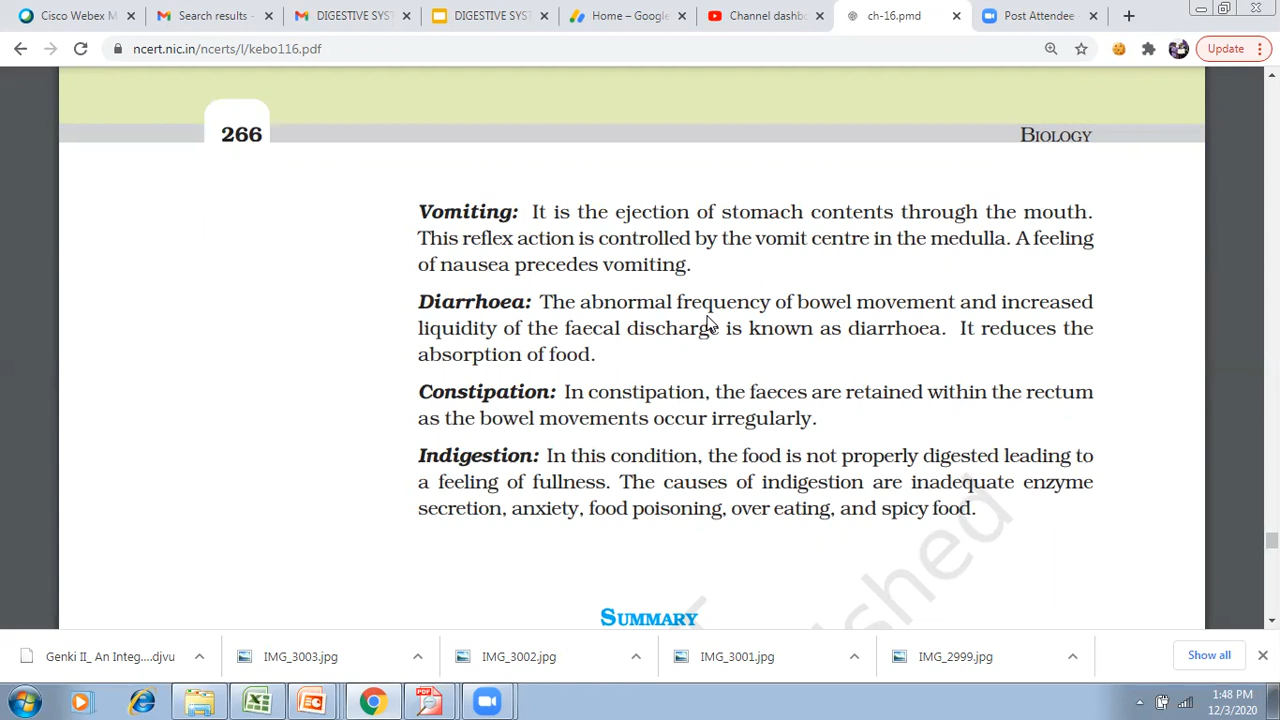 Cisco Webex M
Search results -
DIGESTIVE SYST
DIGESTIVE SYST
Home – Google
Channel dashbo
ch-16.pmd
Post Attendee
ncert.nic.in/ncerts/l/kebo116.pdf
Update
266
BIOLOGY
Vomiting: It is the ejection of stomach contents through the mouth.
This reflex action is controlled by the vomit centre in the medulla. A feeling
of nausea precedes vomiting.
Diarrhoea: The abnormal frequency of bowel movement and increased
liquidity of the faecal discharge is known as diarrhoea. It reduces the
absorption of food.
Constipation: In constipation, the faeces are retained within the rectum
as the bowel movements occur irregularly.
Indigestion: In this condition, the food is not properly digested leading to
a feeling of fullness. The causes of indigestion are inadequate enzyme
secretion, anxiety, food poisoning, over eating, and spicy food.
SUMMARY
Genki II_ An Integ....djvu
IMG_3003.jpg
IMG_3002.jpg
IMG_3001.jpg
IMG_2999.jpg
Show all
1:48 PM
12/3/2020